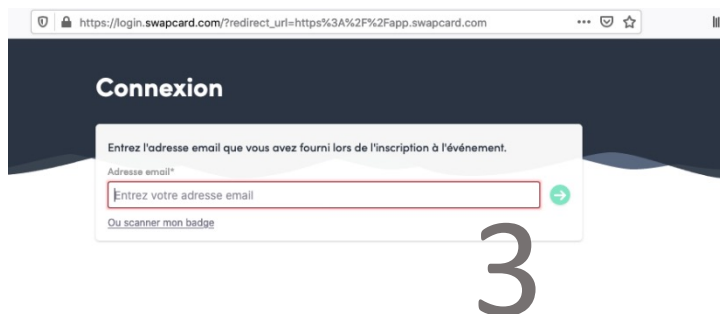 https://login.swapcard.com/?redirect_url=https%3A%2F%2Fapp.swapcard.com
Connexion
Entrez l'adresse email que vous avez fourni lors de l'inscription à l'événement.
Adresse email*
Entrez votre adresse email
Ou scanner mon badge
3